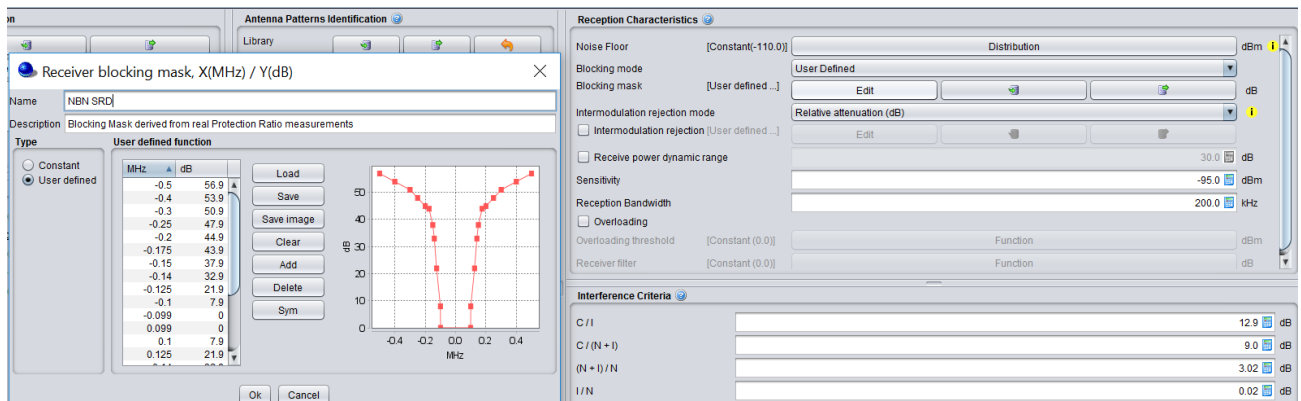 on
Antenna Patterns Identification
Library
Receiver blocking mask, X(MHz) / Y(dB)
Name NBN SRD
Description Blocking Mask derived from real Protection Ratio measurements
Type
Constant
User defined
User defined function
MHz dB
-0.5 56.9
-0.4 53.9
-0.3 50.9
-0.25 47.9
-0.2 44.9
-0.175 43.9
-0.15 37.9
-0.14 32.9
-0.125 21.9
-0.1 7.9
-0.099 0
0.099 0
0.1 7.9
0.125 21.9
Load
Save
Save image
Clear
Add
Delete
Sym
dB
40
30
20
10
0
-0.4 -0.2 0.0 0.2 0.4
MHz
Ok Cancel
Reception Characteristics
Noise Floor [Constant(-110.0)] Distribution dBm
Blocking mode User Defined
Blocking mask [User defined ...] Edit dB
Intermodulation rejection mode Relative attenuation (dB)
Intermodulation rejection [User defined ...] Edit
Receive power dynamic range 30.0 dB
Sensitivity -95.0 dBm
Reception Bandwidth 200.0 kHz
Overloading
Overloading threshold [Constant (0.0)] Function dBm
Receiver filter [Constant (0.0)] Function dB
Interference Criteria
C / I 12.9 dB
C / (N + I) 9.0 dB
(N + I) / N 3.02 dB
I / N 0.02 dB